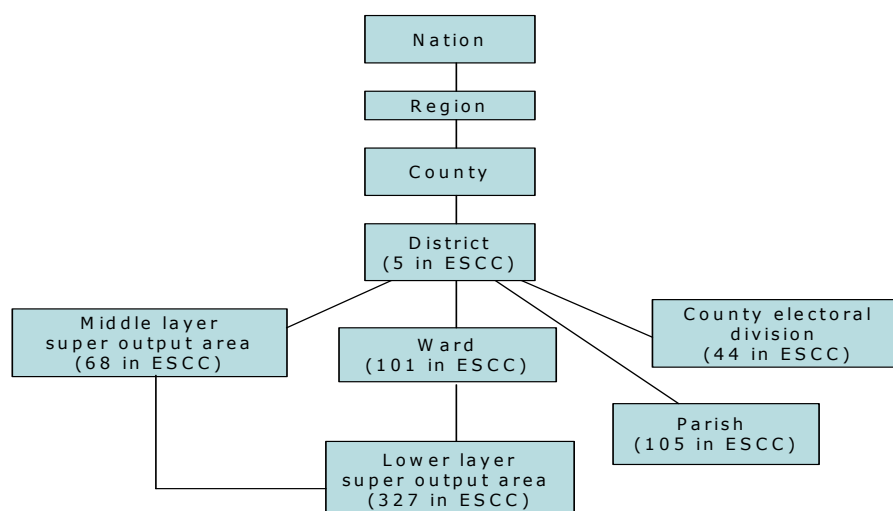 Nation
Region
County
District
(5 in ESCC)
Middle layer
super output area
(68 in ESCC)
Ward
(101 in ESCC)
County electoral
division
(44 in ESCC)
Parish
(105 in ESCC)
Lower layer
super output area
(327 in ESCC)